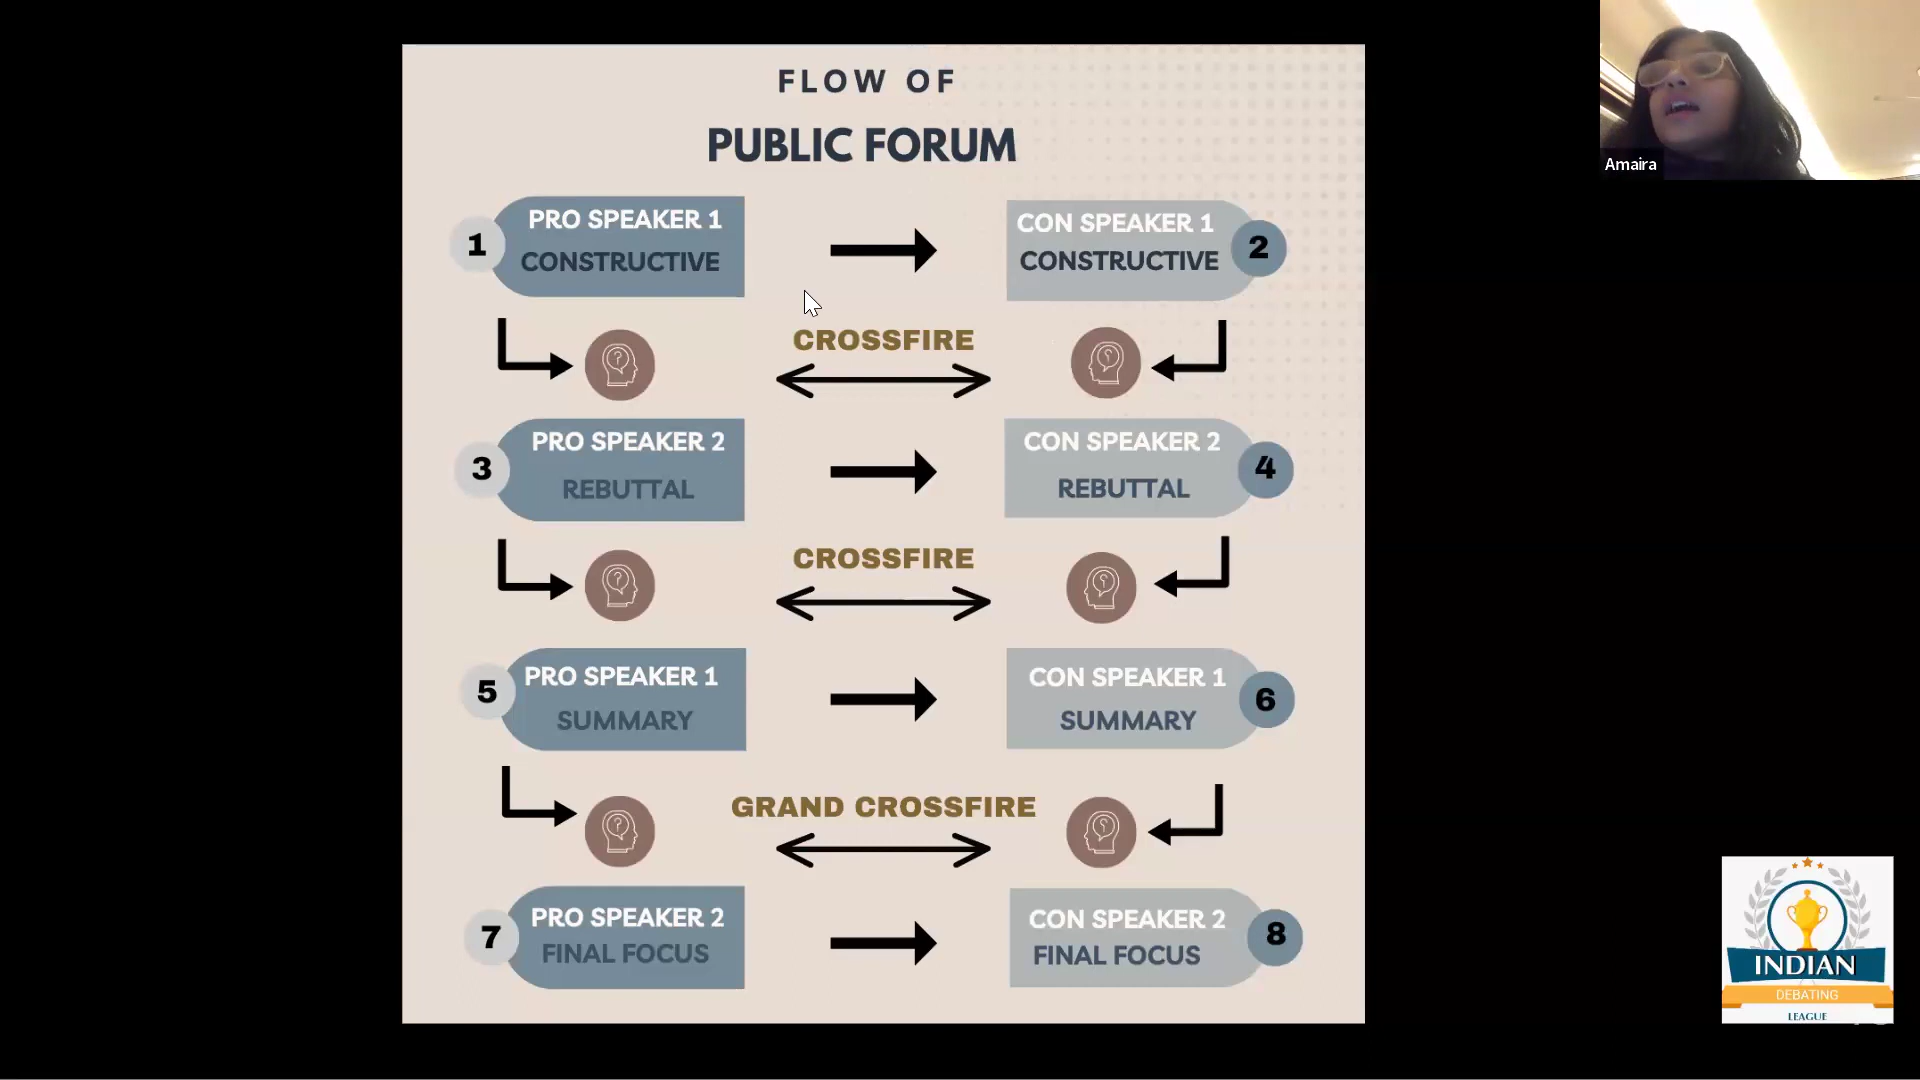 FLOW OF
PUBLIC FORUM
1
PRO SPEAKER 1
CONSTRUCTIVE
CON SPEAKER 1
CONSTRUCTIVE
2
CROSSFIRE
3
PRO SPEAKER 2
REBUTTAL
CON SPEAKER 2
REBUTTAL
4
CROSSFIRE
5
PRO SPEAKER 1
SUMMARY
CON SPEAKER 1
SUMMARY
6
GRAND CROSSFIRE
7
PRO SPEAKER 2
FINAL FOCUS
CON SPEAKER 2
FINAL FOCUS
8
Amaira
INDIAN
DEBATING
LEAGUE